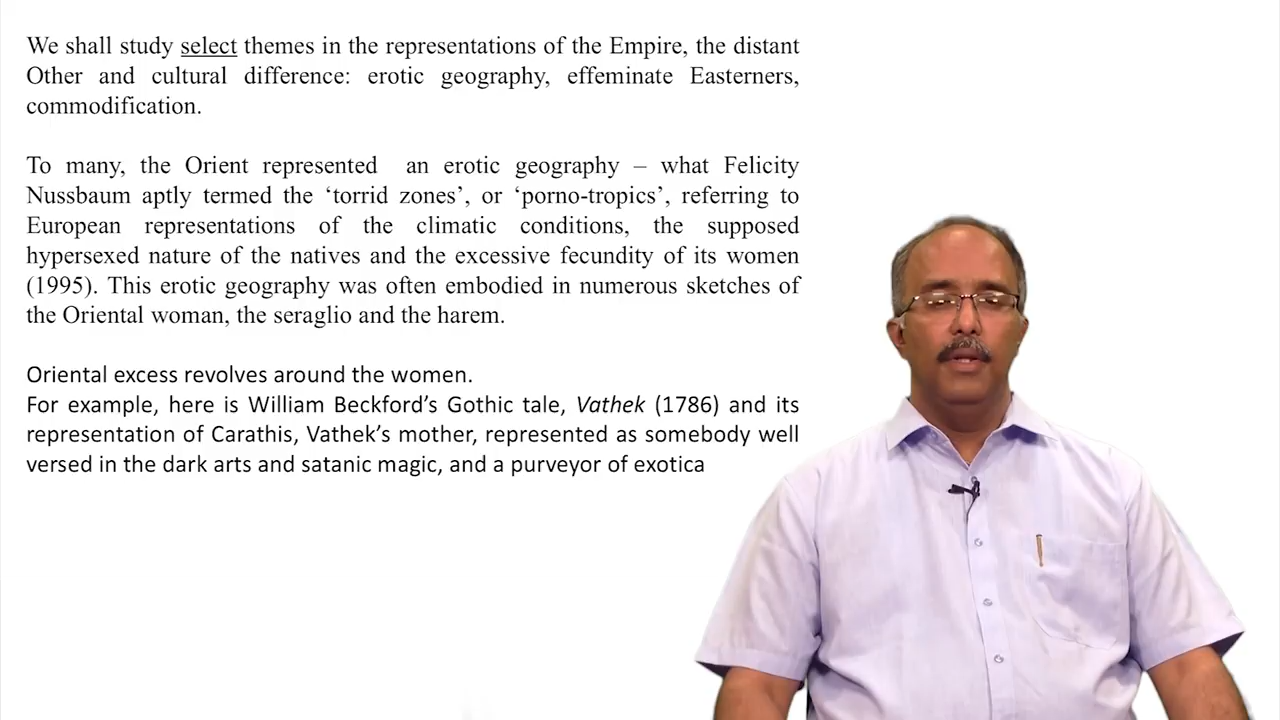 We shall study select themes in the representations of the Empire, the distant
Other and cultural difference: erotic geography, effeminate Easterners,
commodification.
To many, the Orient represented an erotic geography – what Felicity
Nussbaum aptly termed the ‘torrid zones’, or ‘porno-tropics’, referring to
European representations of the climatic conditions, the supposed
hypersexed nature of the natives and the excessive fecundity of its women
(1995). This erotic geography was often embodied in numerous sketches of
the Oriental woman, the seraglio and the harem.
Oriental excess revolves around the women.
For example, here is William Beckford’s Gothic tale, Vathek (1786) and its
representation of Carathis, Vathek’s mother, represented as somebody well
versed in the dark arts and satanic magic, and a purveyor of exotica